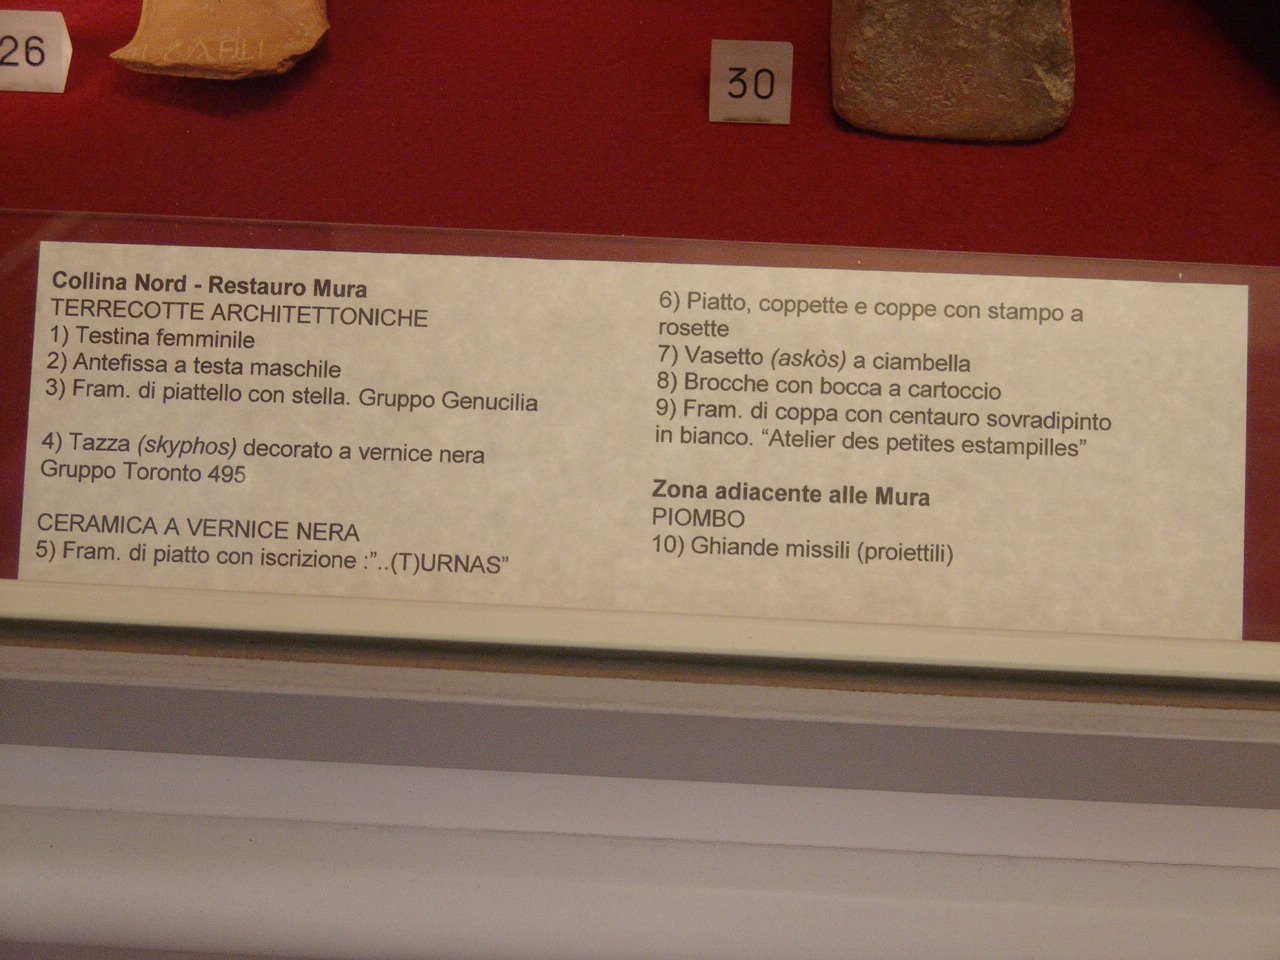 26
30
Collina Nord - Restauro Mura
TERRECOTTE ARCHITETTONICHE
1) Testina femminile
2) Antefissa a testa maschile
3) Fram. di piattello con stella. Gruppo Genucilia
4) Tazza (skyphos) decorato a vernice nera
Gruppo Toronto 495
CERAMICA A VERNICE NERA
5) Fram. di piatto con iscrizione :”..(T)URNAS”
6) Piatto, coppette e coppe con stampo a
rosette
7) Vasetto (askòs) a ciambella
8) Brocche con bocca a cartoccio
9) Fram. di coppa con centauro sovradipinto
in bianco. “Atelier des petites estampilles”
Zona adiacente alle Mura
PIOMBO
10) Ghiande missili (proiettili)